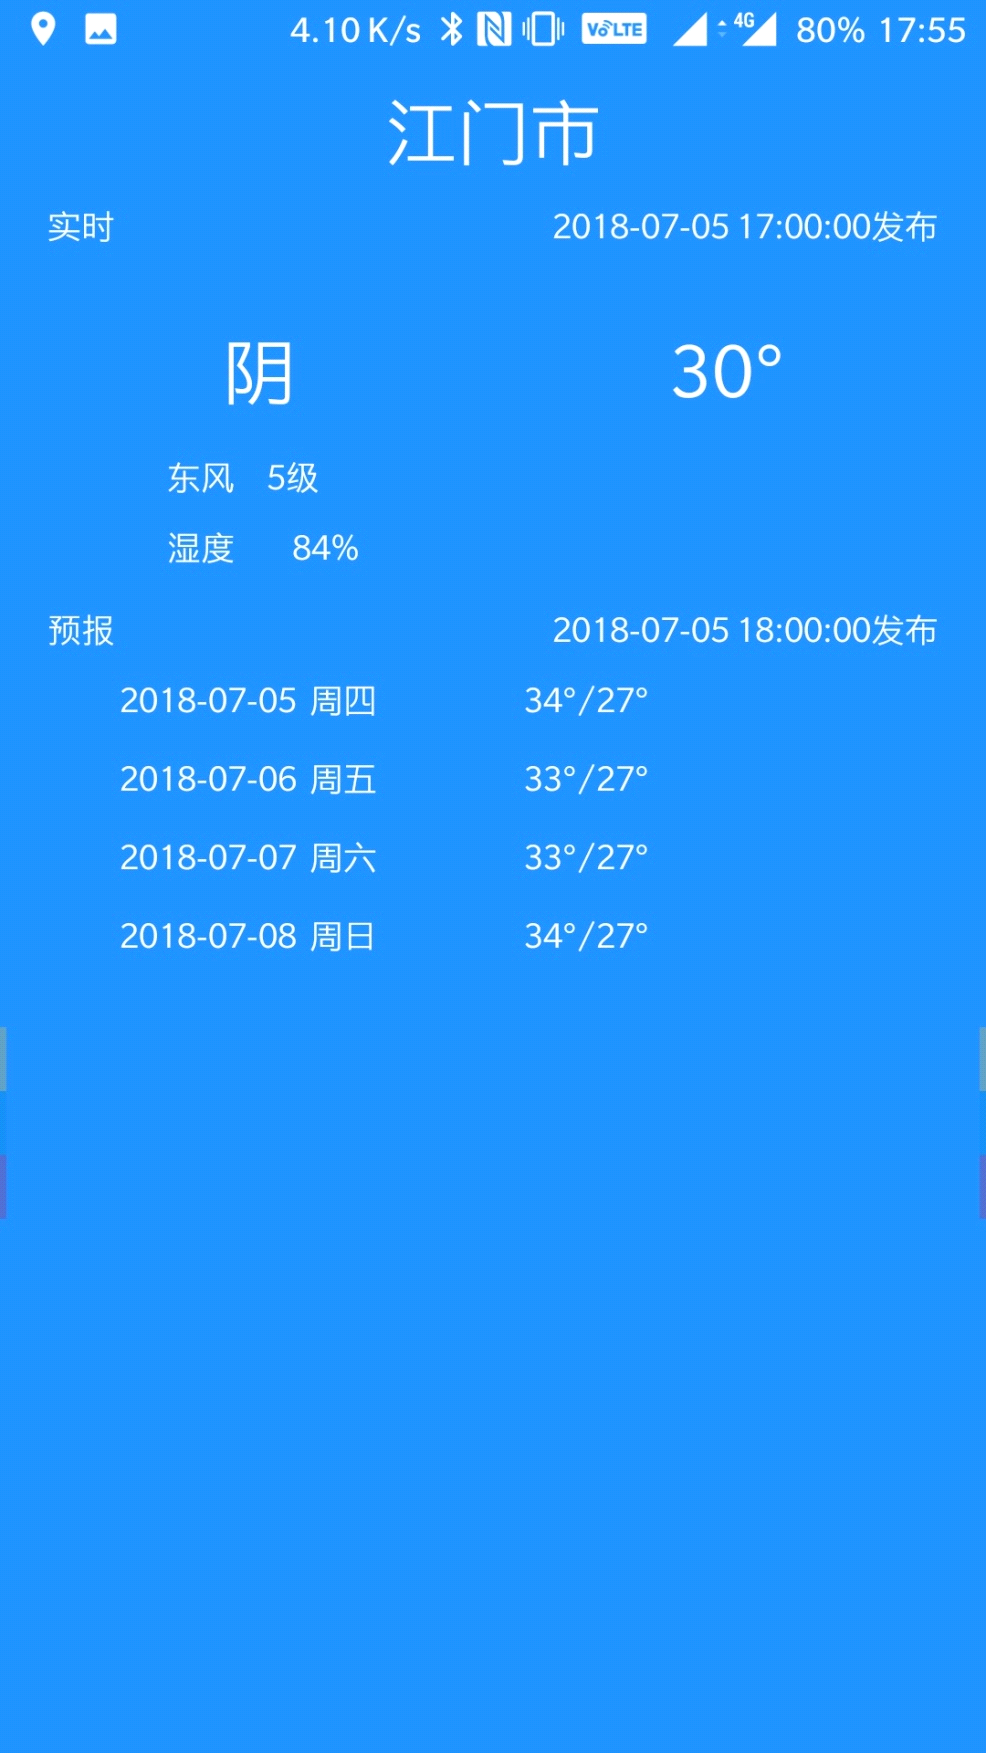 4.10 K/s VoLTE 4G 80% 17:55
江门市
实时 2018-07-05 17:00:00发布
阴 30°
东风 5级
湿度 84%
预报 2018-07-05 18:00:00发布
2018-07-05 周四 34°/27°
2018-07-06 周五 33°/27°
2018-07-07 周六 33°/27°
2018-07-08 周日 34°/27°